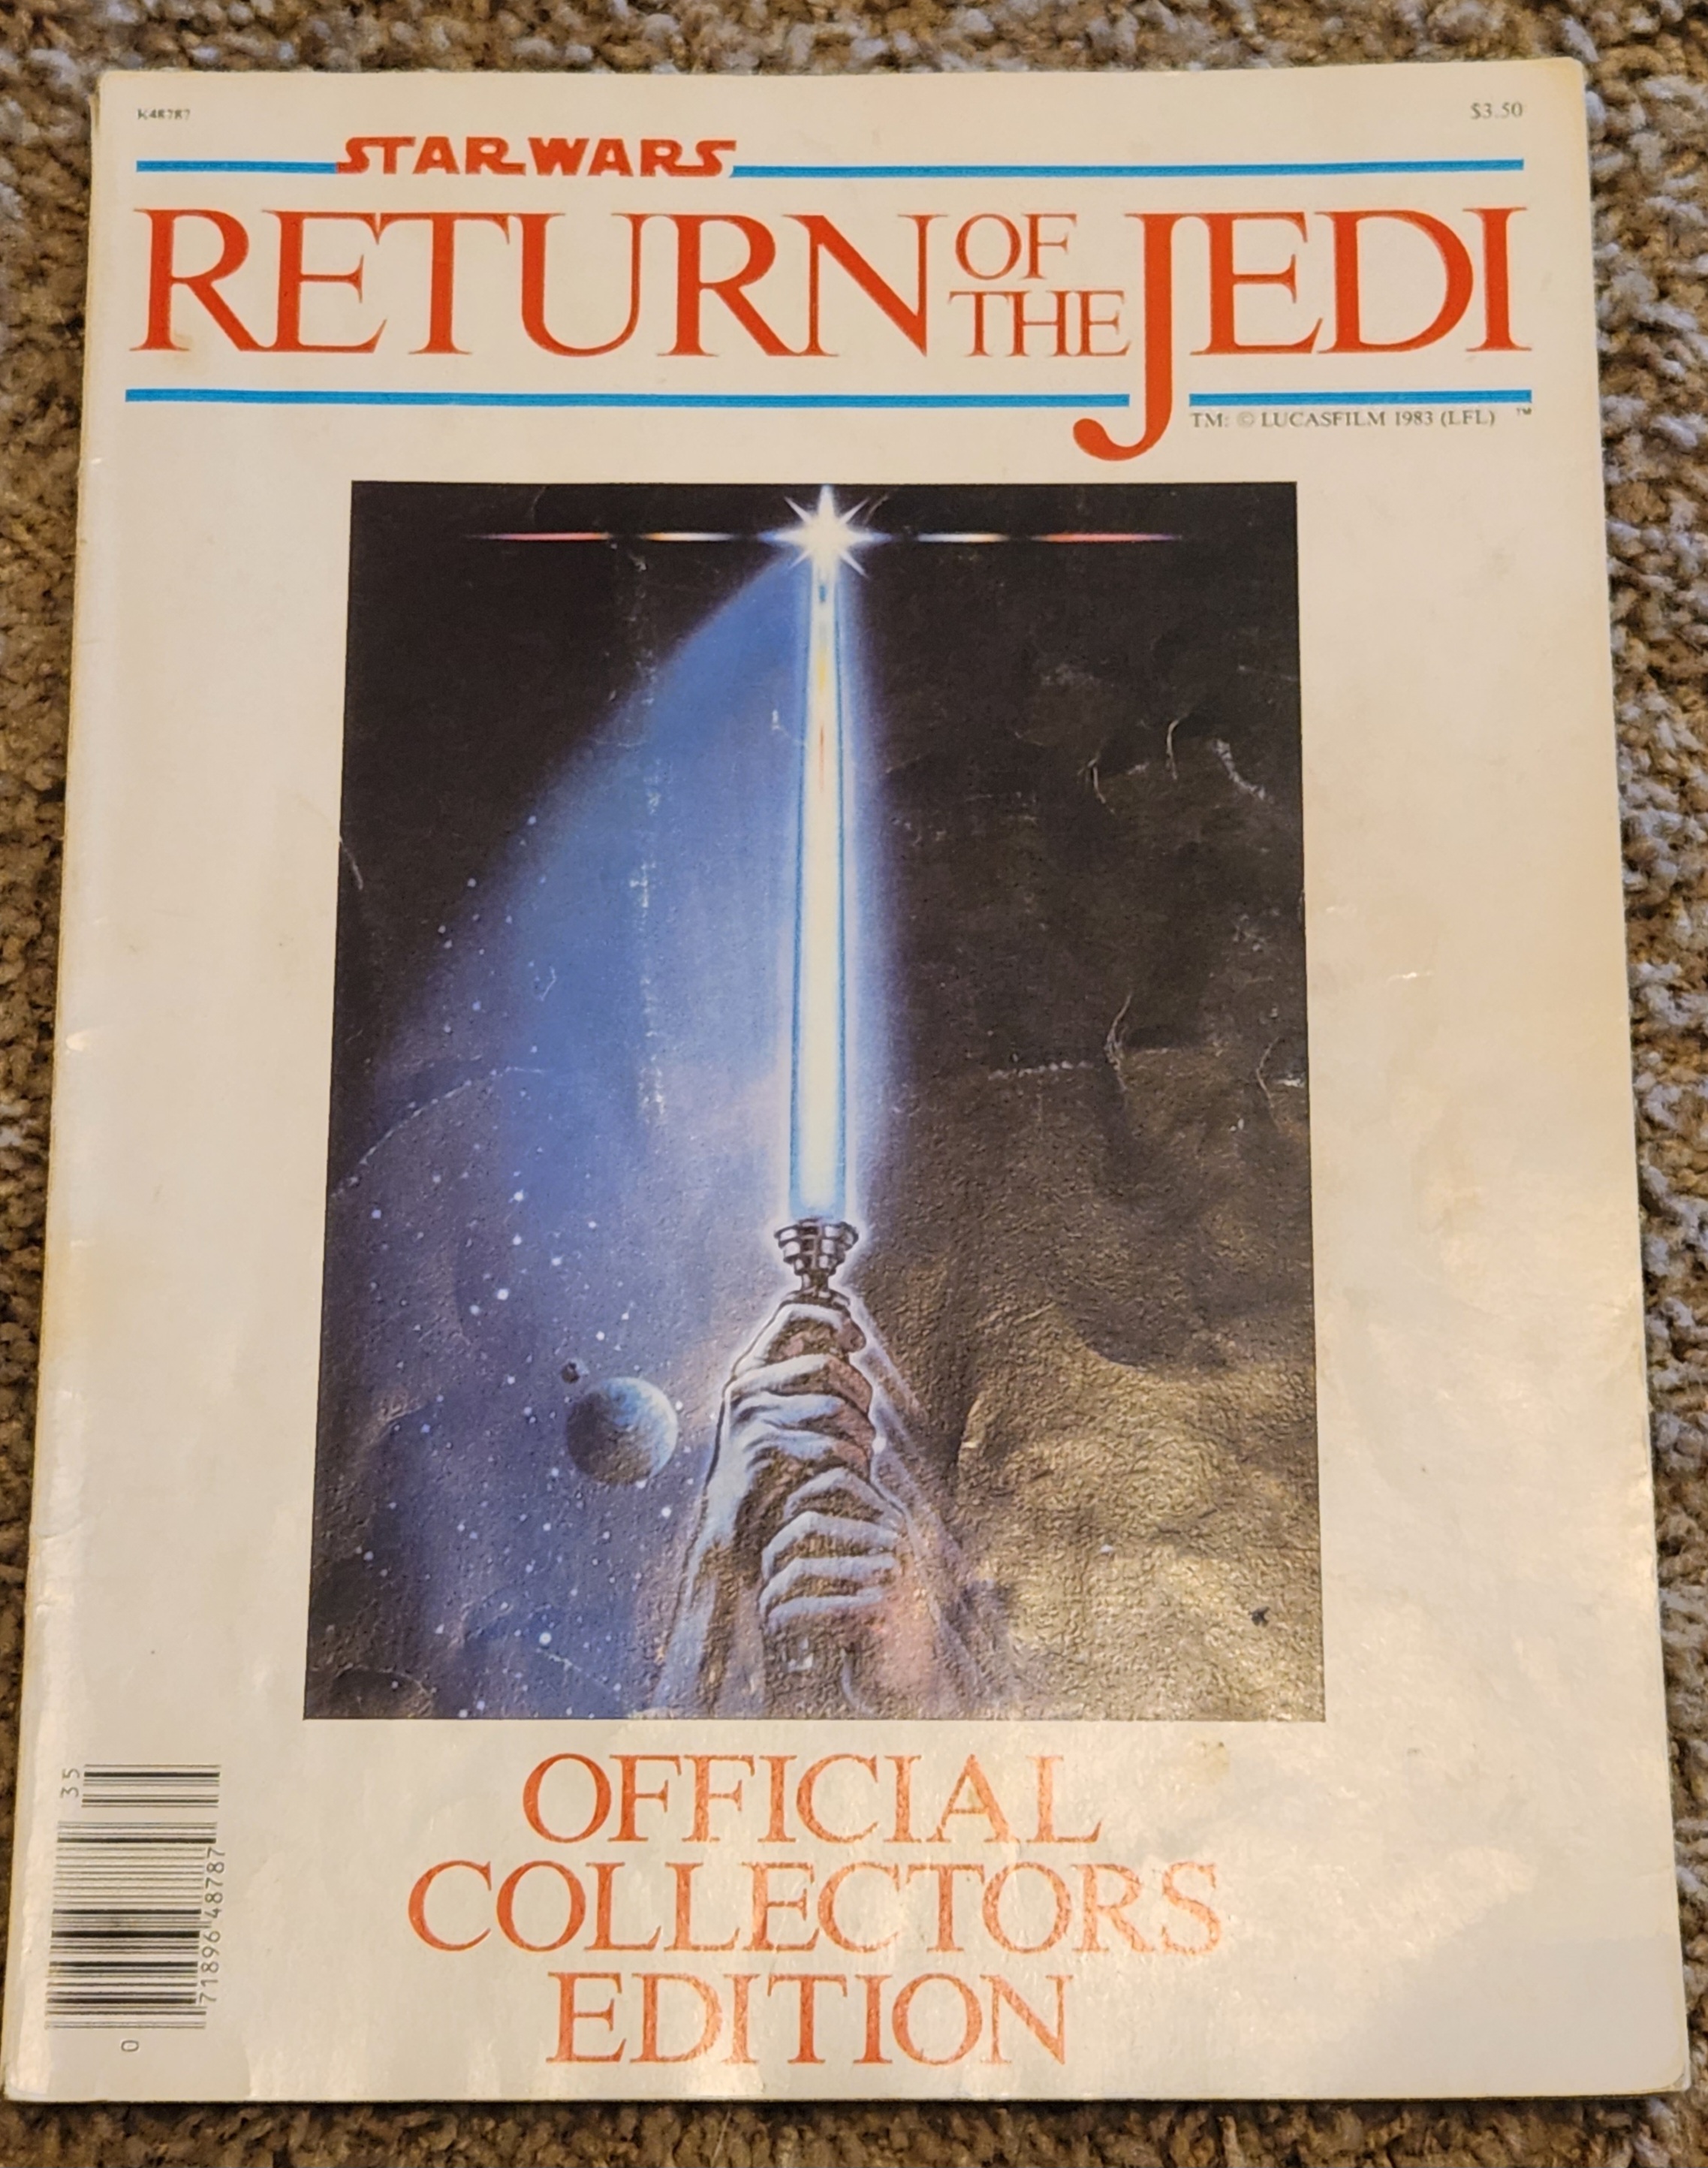 K48787
$3.50
STAR WARS
RETURN OF THE JEDI
TM: © LUCASFILM 1983 (LFL) TM
OFFICIAL
COLLECTORS
EDITION
35
71896 48787
0